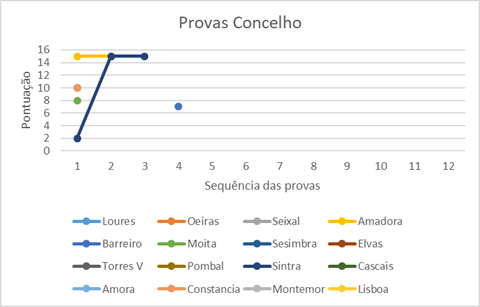 Provas Concelho
Pontuação
16
14
12
10
8
6
4
2
0
1 2 3 4 5 6 7 8 9 10 11 12
Sequência das provas
Loures Oeiras Seixal Amadora
Barreiro Moita Sesimbra Elvas
Torres V Pombal Sintra Cascais
Amora Constancia Montemor Lisboa